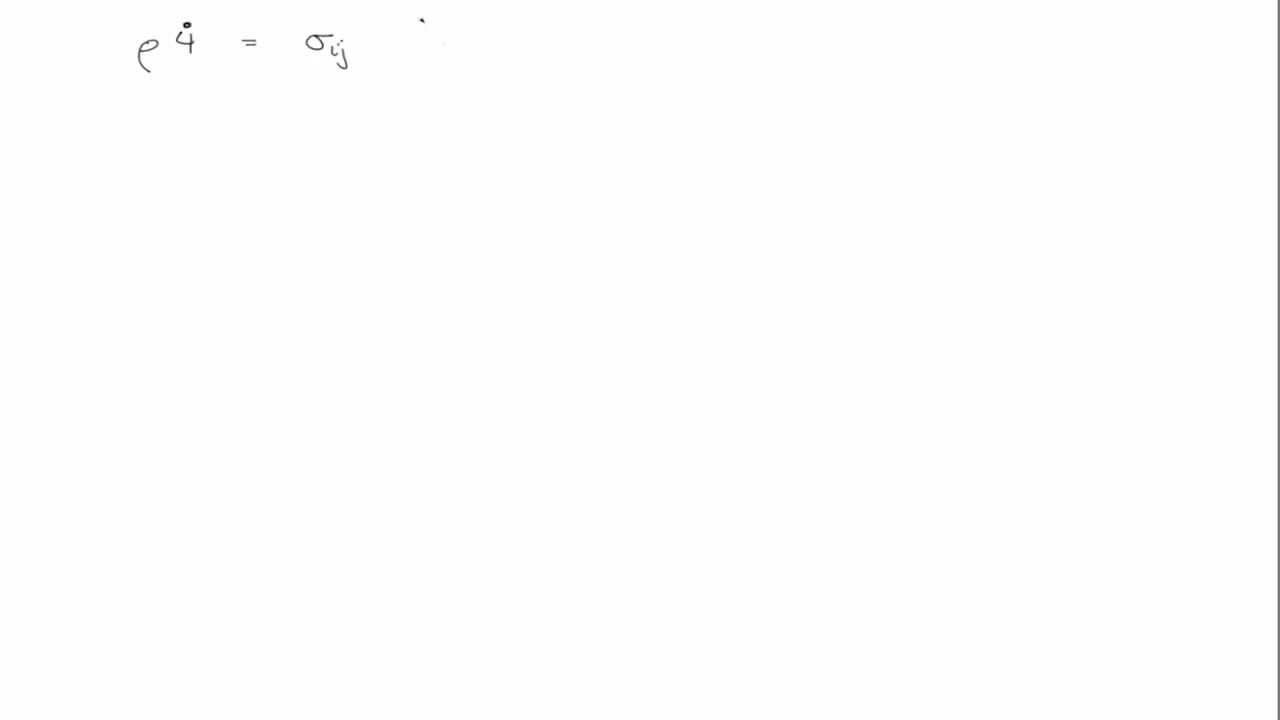 ρ ů = σij